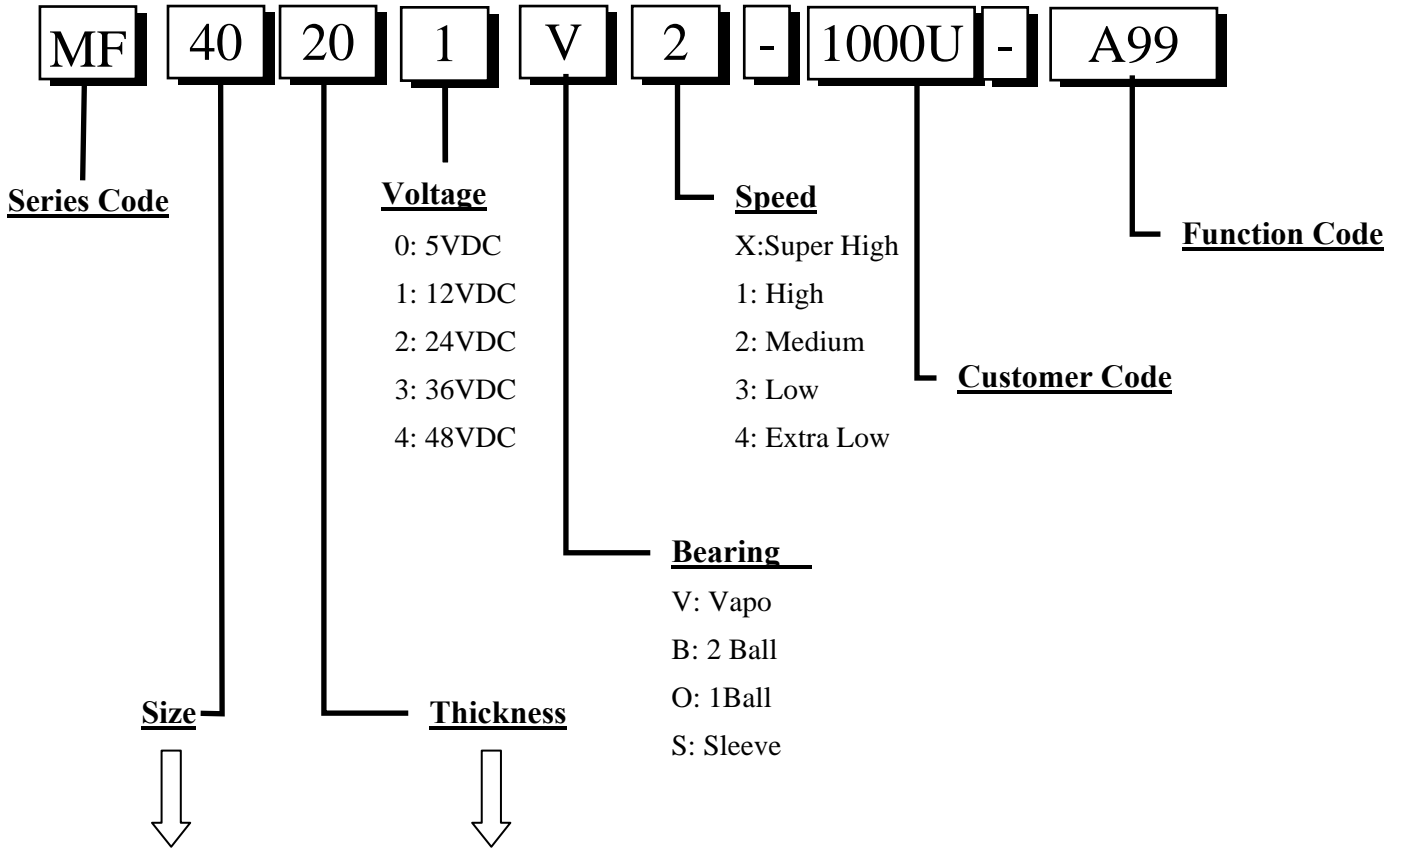 MF 40 20 1 V 2 - 1000U - A99
Series Code
Voltage
0: 5VDC
1: 12VDC
2: 24VDC
3: 36VDC
4: 48VDC
Speed
X:Super High
1: High
2: Medium
3: Low
4: Extra Low
Function Code
Customer Code
Bearing
V: Vapo
B: 2 Ball
O: 1Ball
S: Sleeve
Size
Thickness